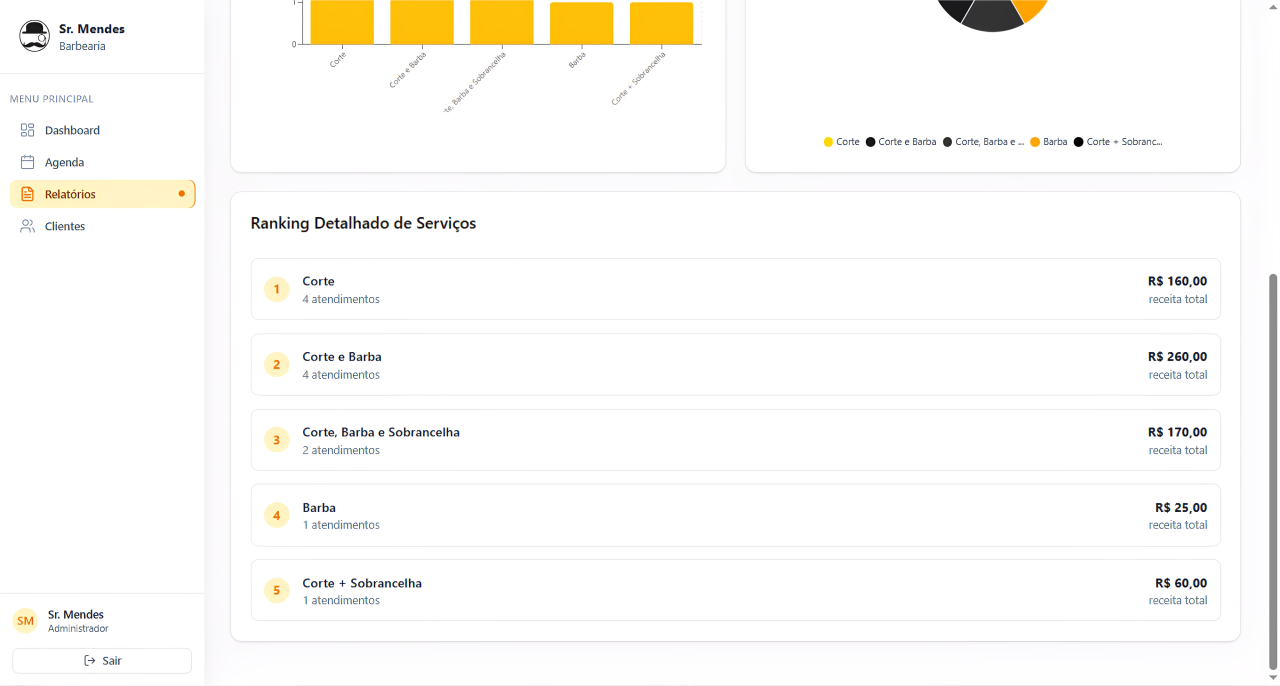 Sr. Mendes
Barbearia
MENU PRINCIPAL
Dashboard
Agenda
Relatórios
Clientes
Sr. Mendes
SM
Administrador
Sair
1
0
Corte
Corte e Barba
te, Barba e Sobrancelha
Barba
Corte + Sobrancelha
Corte Corte e Barba Corte, Barba e ... Barba Corte + Sobranc...
Ranking Detalhado de Serviços
1
Corte
4 atendimentos
R$ 160,00
receita total
2
Corte e Barba
4 atendimentos
R$ 260,00
receita total
3
Corte, Barba e Sobrancelha
2 atendimentos
R$ 170,00
receita total
4
Barba
1 atendimentos
R$ 25,00
receita total
5
Corte + Sobrancelha
1 atendimentos
R$ 60,00
receita total